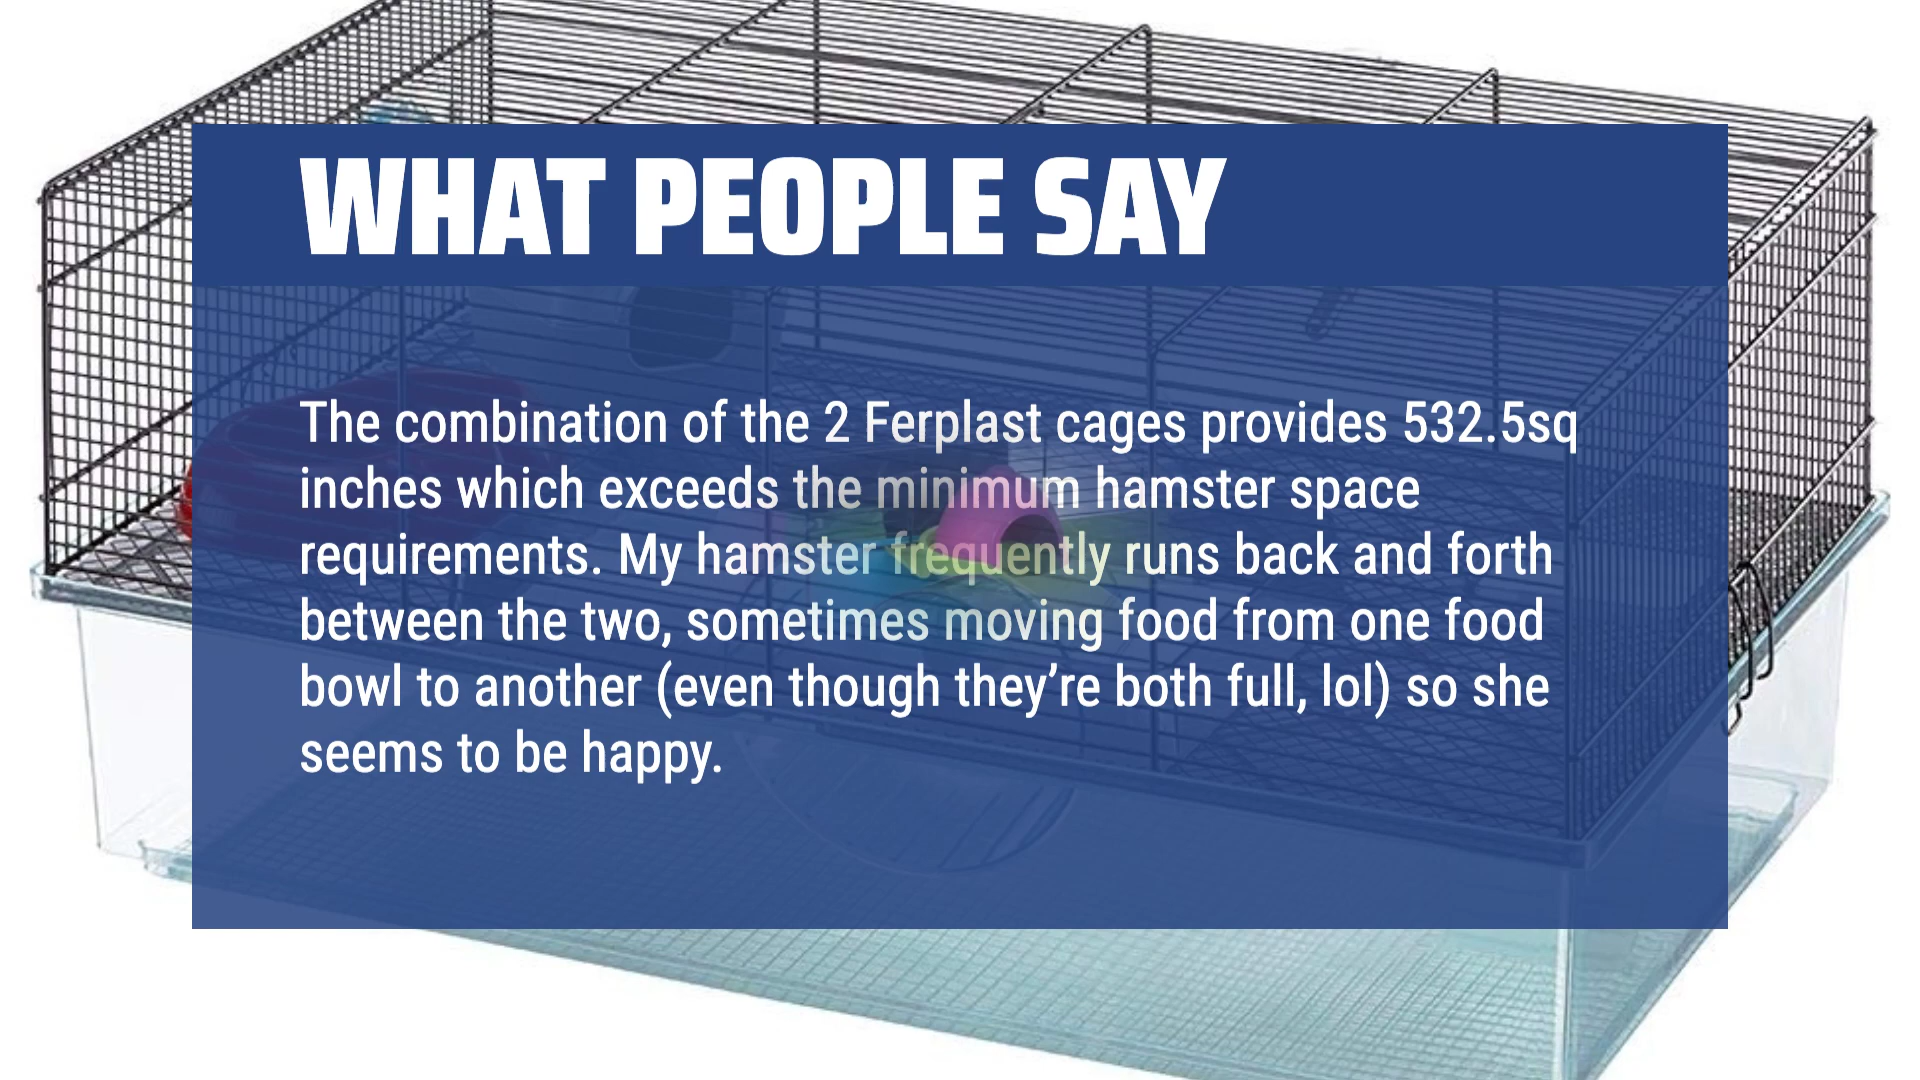 WHAT PEOPLE SAY
The combination of the 2 Ferplast cages provides 532.5sq
inches which exceeds the minimum hamster space
requirements. My hamster frequently runs back and forth
between the two, sometimes moving food from one food
bowl to another (even though they’re both full, lol) so she
seems to be happy.